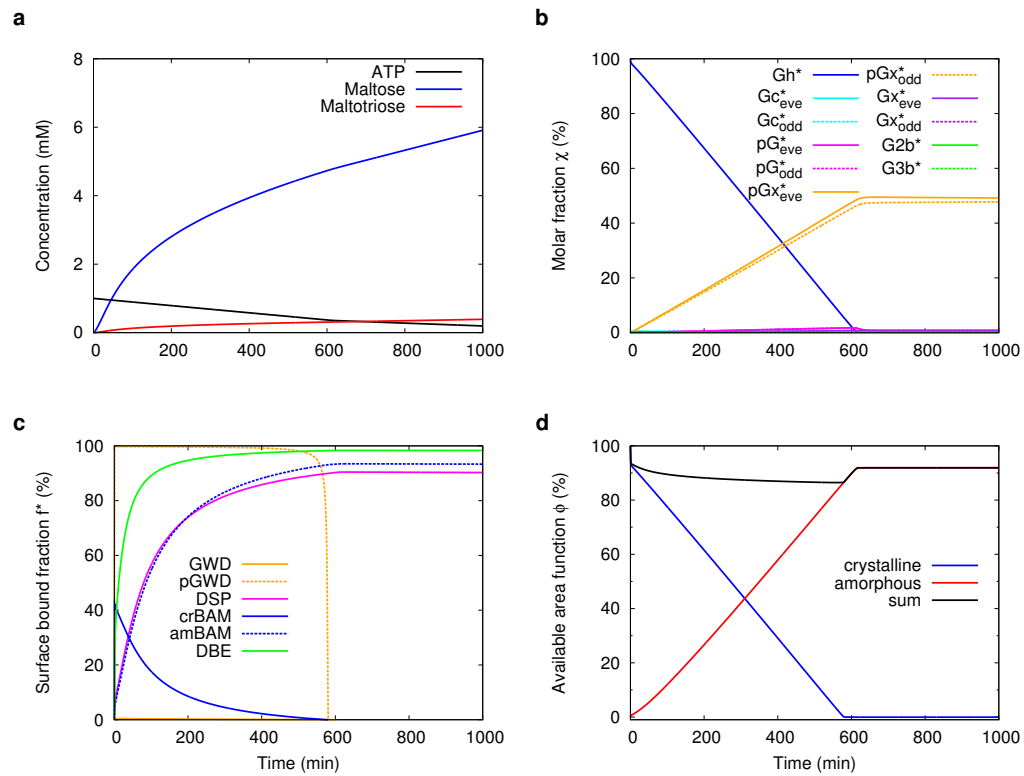 a
8
6
4
2
0
0 200 400 600 800 1000
Concentration (mM)
ATP
Maltose
Maltotriose
b
100
80
60
40
20
0
0 200 400 600 800 1000
Molar fraction χ (%)
Gh*
Gc*eve
Gc*odd
pG*eve
pG*odd
pGx*eve
pGx*odd
Gx*eve
Gx*odd
G2b*
G3b*
c
100
80
60
40
20
0
0 200 400 600 800 1000
Surface bound fraction f* (%)
Time (min)
GWD
pGWD
DSP
crBAM
amBAM
DBE
d
100
80
60
40
20
0
0 200 400 600 800 1000
Available area function ϕ (%)
Time (min)
crystalline
amorphous
sum